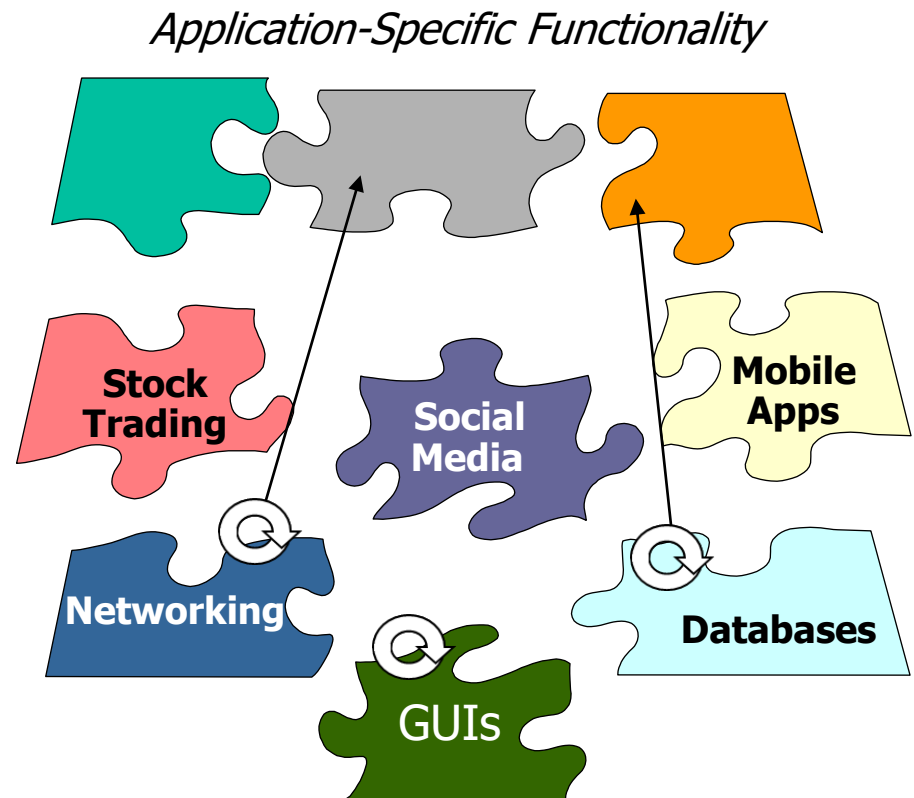 Application-Specific Functionality
Stock
Trading
Social
Media
Mobile
Apps
Networking
Databases
GUIs